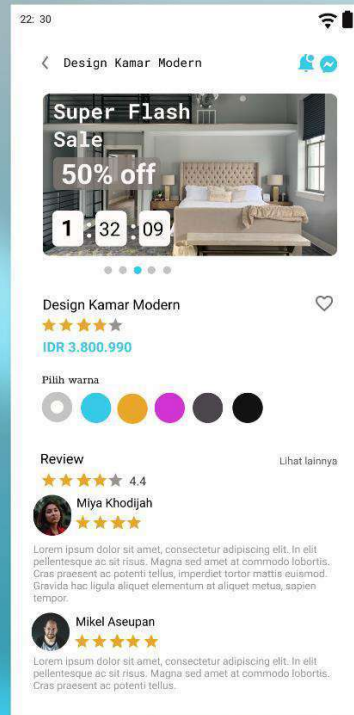 22: 30
Design Kamar Modern
Super Flash
Sale
50% off
1 : 32 : 09
Design Kamar Modern
IDR 3.800.990
Pilih warna
Review
Lihat lainnya
4.4
Miya Khodijah
Lorem ipsum dolor sit amet, consectetur adipiscing elit. In elit
pellentesque ac sit risus. Magna sed amet at commodo lobortis.
Cras praesent ac potenti tellus, imperdiet tortor mattis euismod.
Gravida hac ligula aliquet elementum at aliquet metus, sapien
tempor.
Mikel Aseupan
Lorem ipsum dolor sit amet, consectetur adipiscing elit. In elit
pellentesque ac sit risus. Magna sed amet at commodo lobortis.
Cras praesent ac potenti tellus.